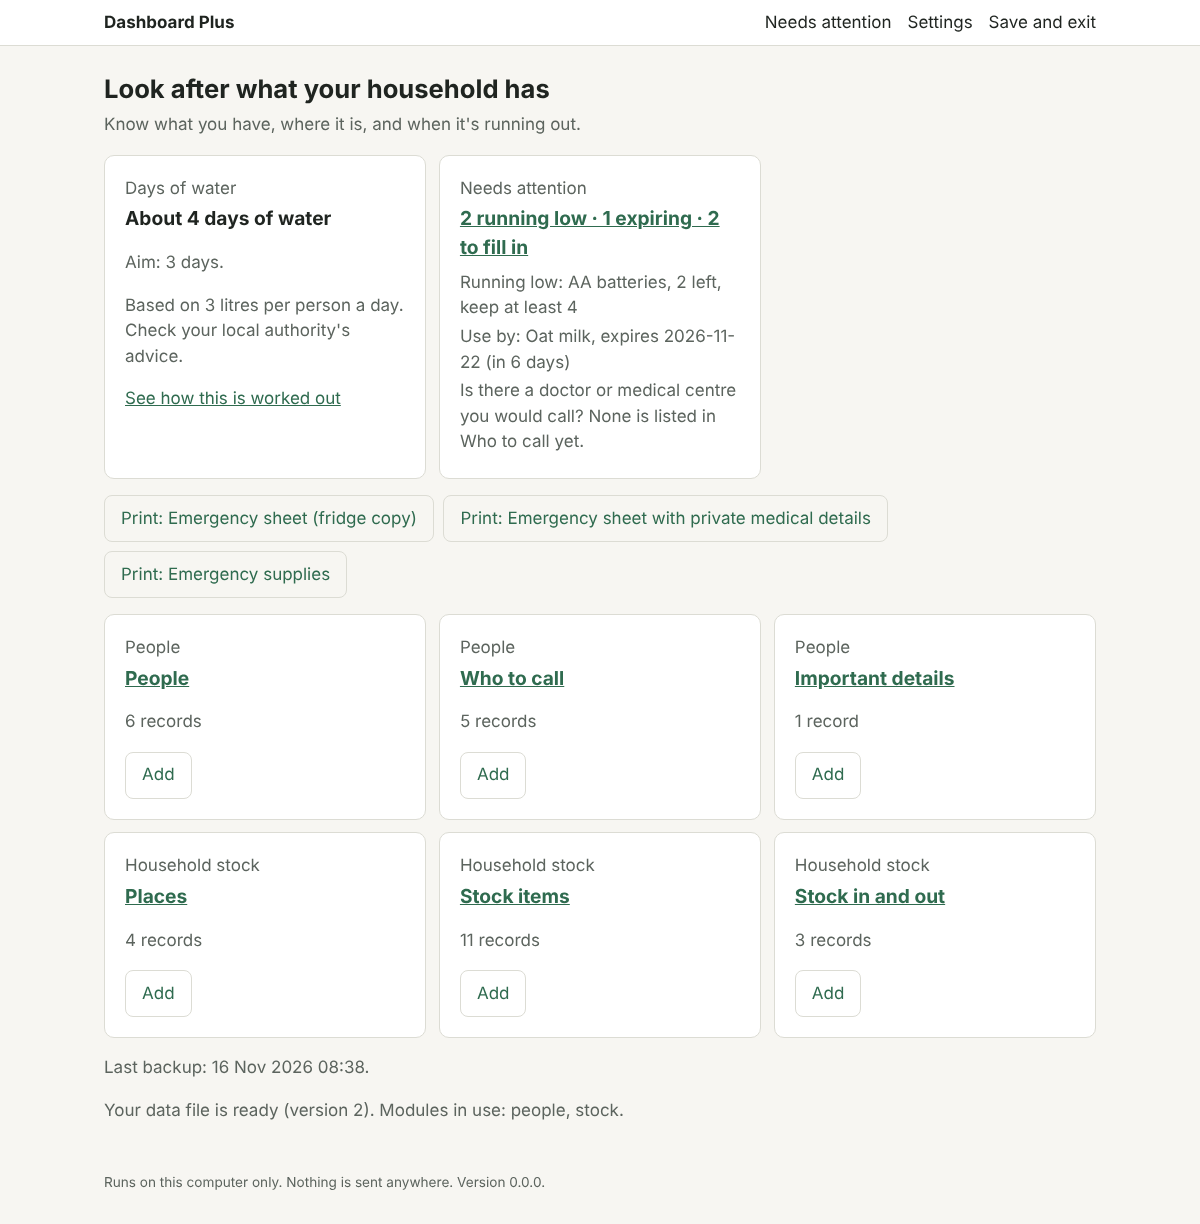 Dashboard Plus
Needs attention
Settings
Save and exit
Look after what your household has
Know what you have, where it is, and when it's running out.
Days of water
About 4 days of water
Aim: 3 days.
Based on 3 litres per person a day.
Check your local authority's
advice.
See how this is worked out
Needs attention
2 running low · 1 expiring · 2
to fill in
Running low: AA batteries, 2 left,
keep at least 4
Use by: Oat milk, expires 2026-11-
22 (in 6 days)
Is there a doctor or medical centre
you would call? None is listed in
Who to call yet.
Print: Emergency sheet (fridge copy)
Print: Emergency sheet with private medical details
Print: Emergency supplies
People
People
6 records
Add
People
Who to call
5 records
Add
People
Important details
1 record
Add
Household stock
Places
4 records
Add
Household stock
Stock items
11 records
Add
Household stock
Stock in and out
3 records
Add
Last backup: 16 Nov 2026 08:38.
Your data file is ready (version 2). Modules in use: people, stock.
Runs on this computer only. Nothing is sent anywhere. Version 0.0.0.